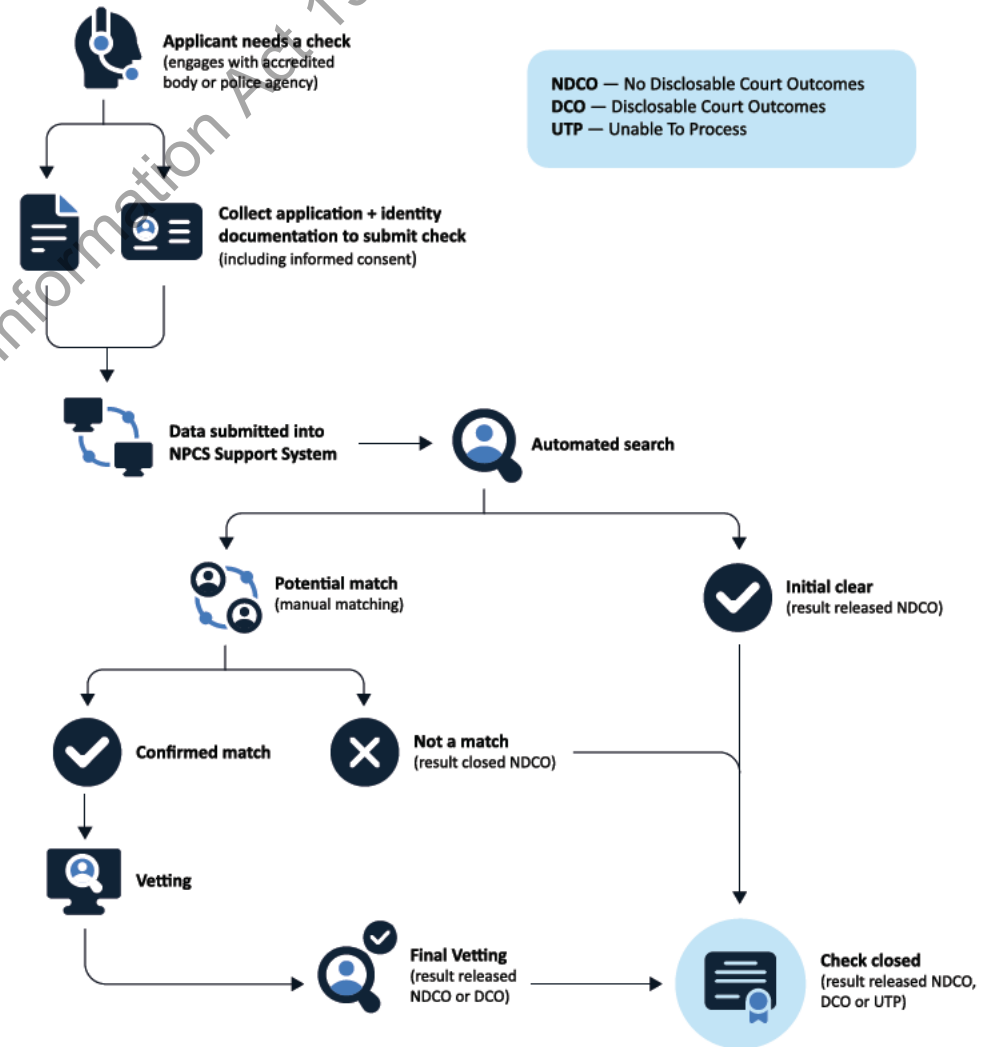 Applicant needs a check
(engages with accredited
body or police agency)
NDCO — No Disclosable Court Outcomes
DCO — Disclosable Court Outcomes
UTP — Unable To Process
Collect application + identity
documentation to submit check
(including informed consent)
Information Act
Data submitted into
NPCS Support System
Automated search
Potential match
(manual matching)
Initial clear
(result released NDCO)
Confirmed match
Not a match
(result closed NDCO)
Vetting
Final Vetting
(result released
NDCO or DCO)
Check closed
(result released NDCO,
DCO or UTP)